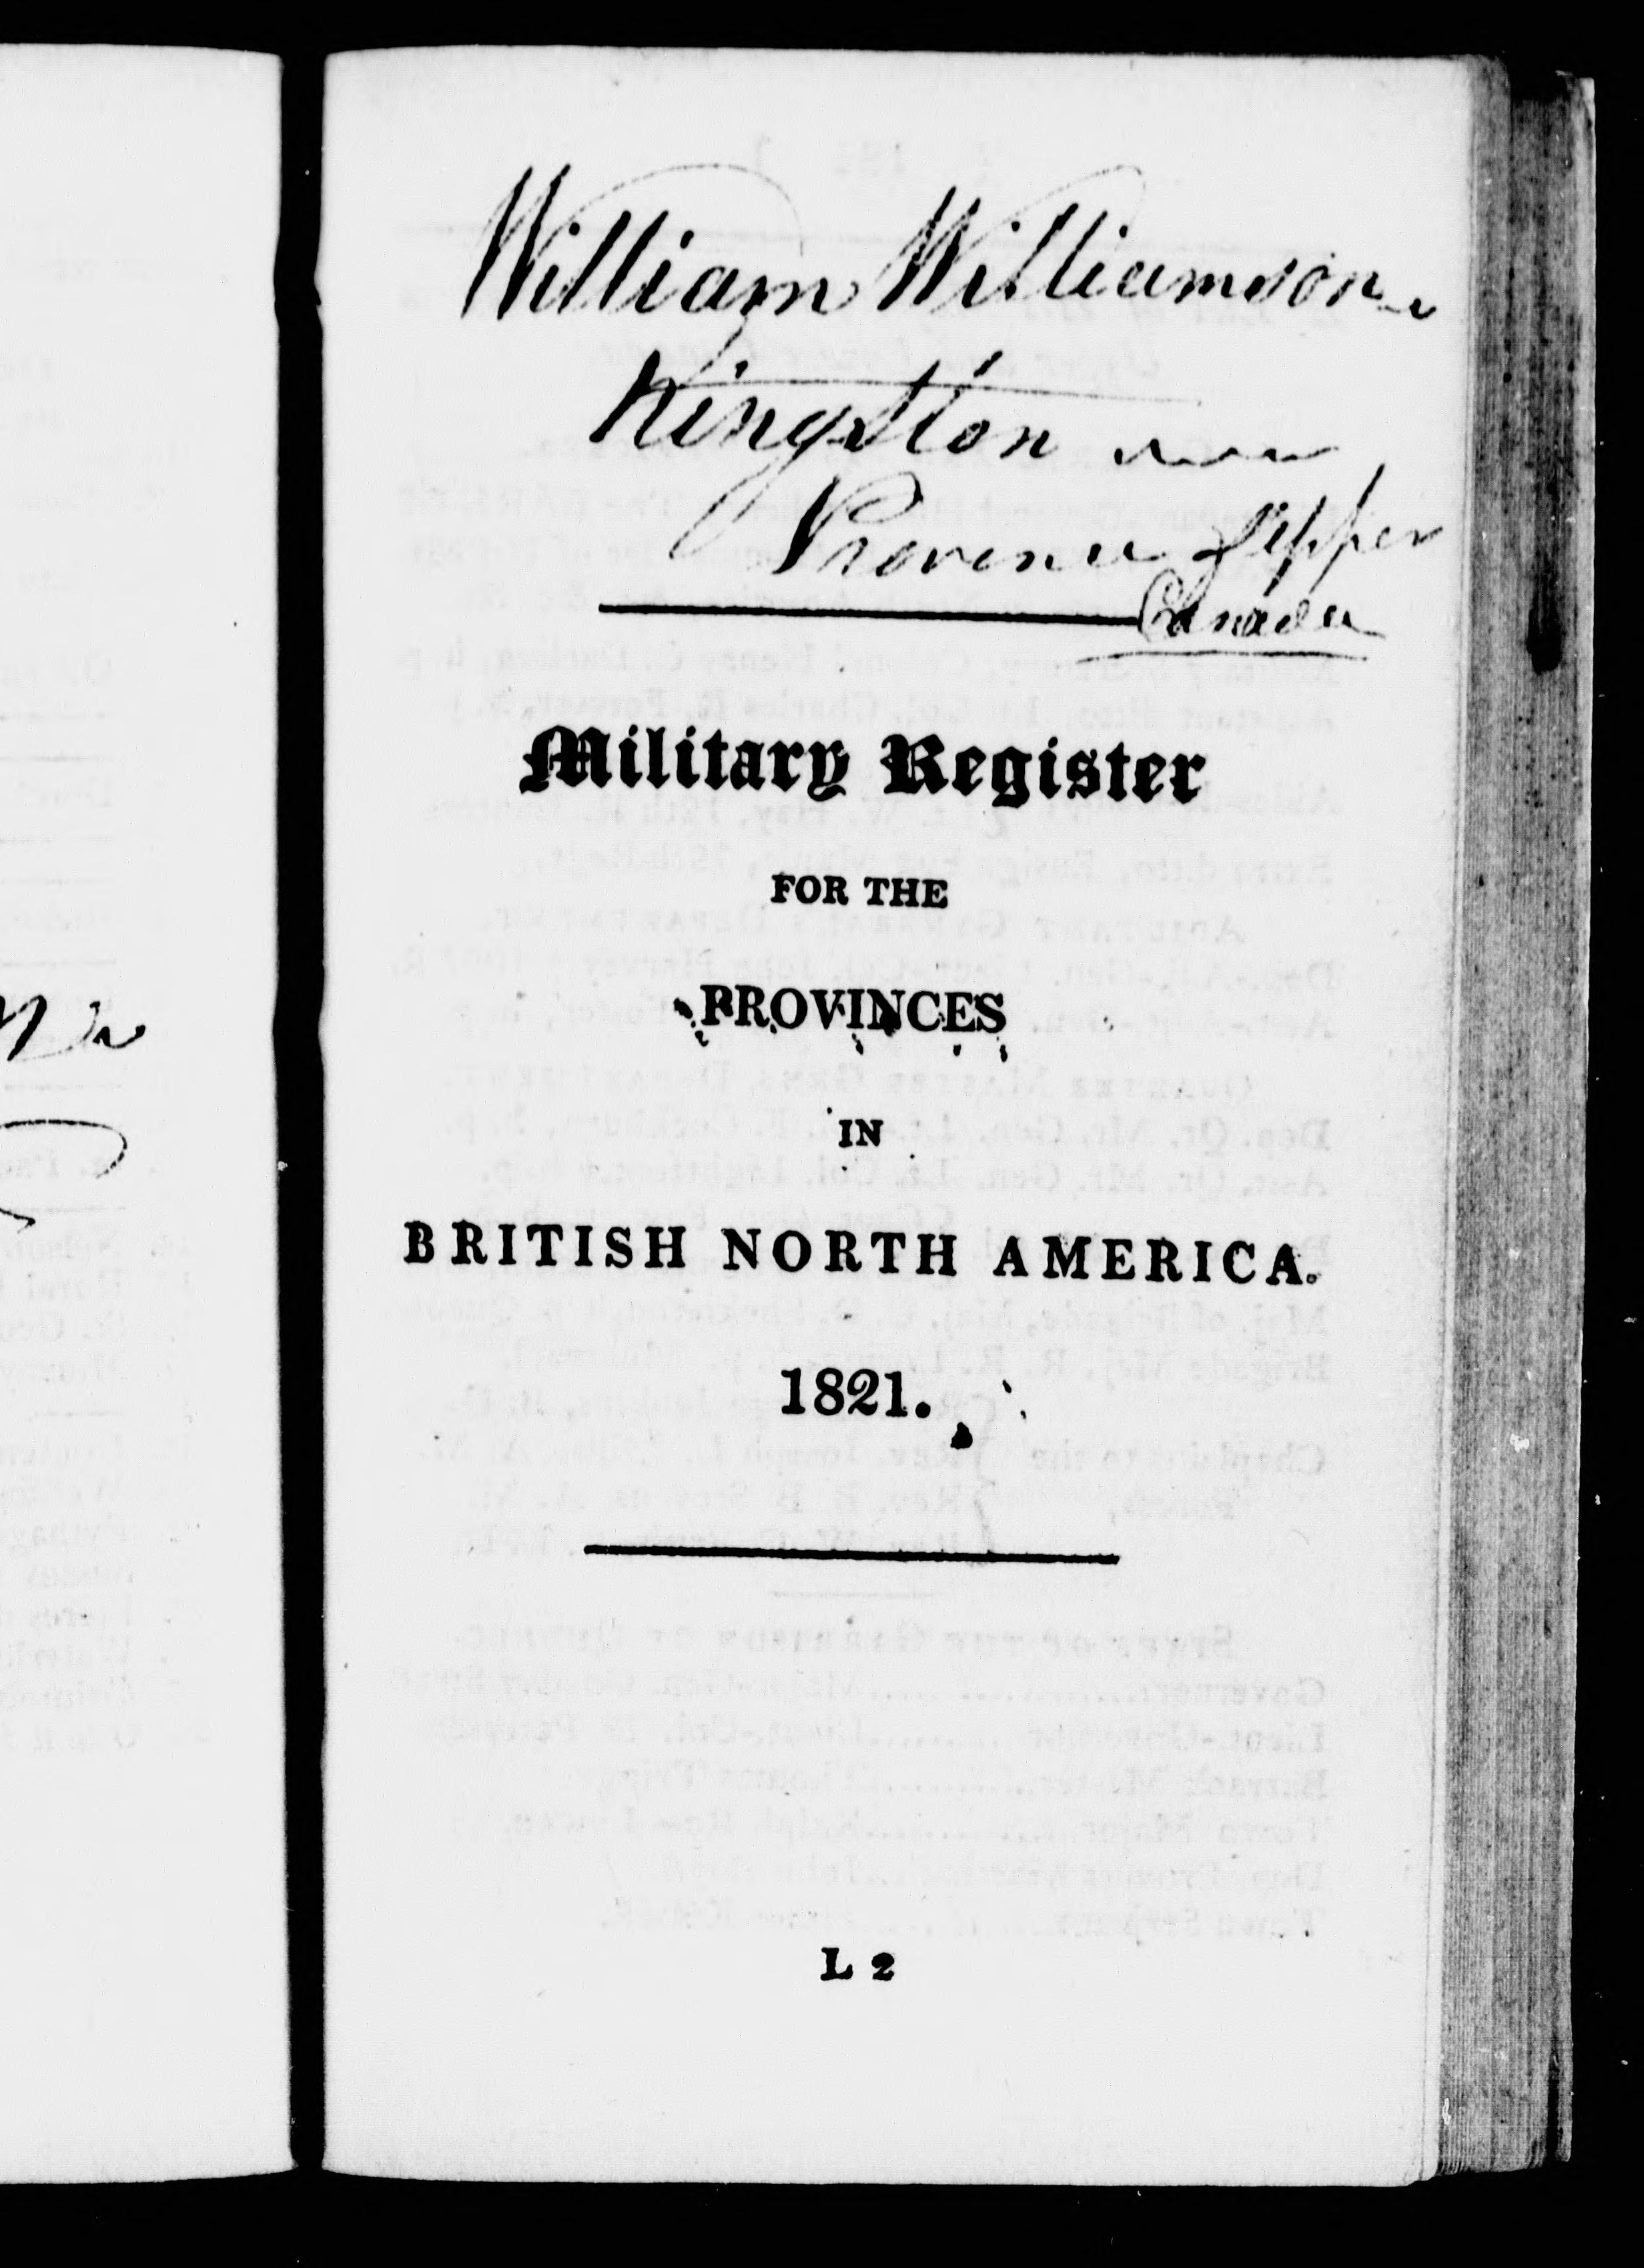 William Williamson
Kingston
Province Upper
Canada
Military Register
FOR THE
PROVINCES
IN
BRITISH NORTH AMERICA.
1821.
L 2